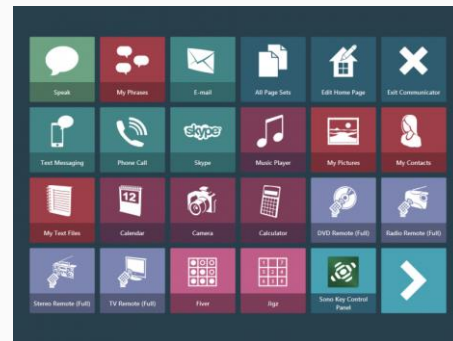 Speak
My Phrases
E-mail
All Page Sets
Edit Home Page
Exit Communicator
Text Messaging
Phone Call
skype
Skype
Music Player
My Pictures
My Contacts
My Text Files
12
Calendar
Camera
Calculator
DVD Remote (Full)
Radio Remote (Full)
Stereo Remote (Full)
TV Remote (Full)
Fiver
Jigz
Sono Key Control
Panel